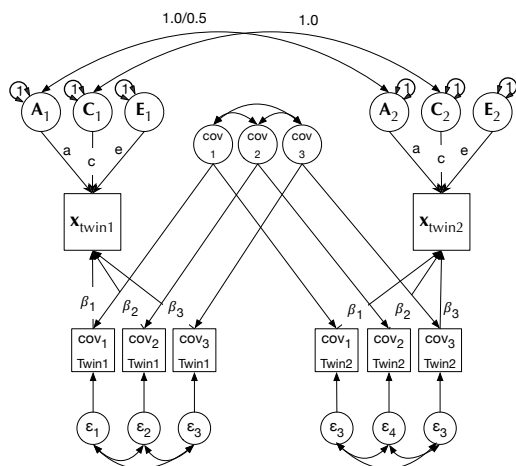 1.0/0.5 1.0
1 1 1 1 1 1
A1 C1 E1 A2 C2 E2
a c e a c e
cov 1 cov 2 cov 3
xtwin1 xtwin2
β1 β2 β3 β1 β2 β3
cov1 cov2 cov3 cov1 cov2 cov3
Twin1 Twin1 Twin1 Twin2 Twin2 Twin2
ε1 ε2 ε3 ε3 ε4 ε3